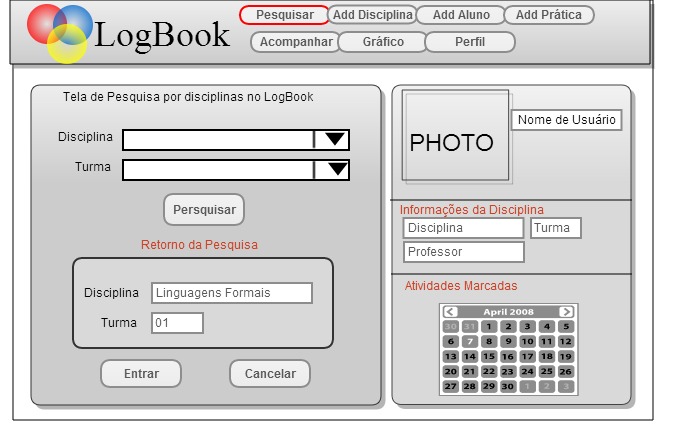 LogBook
Pesquisar Add Disciplina Add Aluno Add Prática
Acompanhar Gráfico Perfil
Tela de Pesquisa por disciplinas no LogBook
Disciplina
Turma
Persquisar
Retorno da Pesquisa
Disciplina Linguagens Formais
Turma 01
Entrar Cancelar
PHOTO
Nome de Usuário
Informações da Disciplina
Disciplina Turma
Professor
Atividades Marcadas
April 2008
30 31 1 2 3 4 5
6 7 8 9 10 11 12
13 14 15 16 17 18 19
20 21 22 23 24 25 26
27 28 29 30 1 2 3